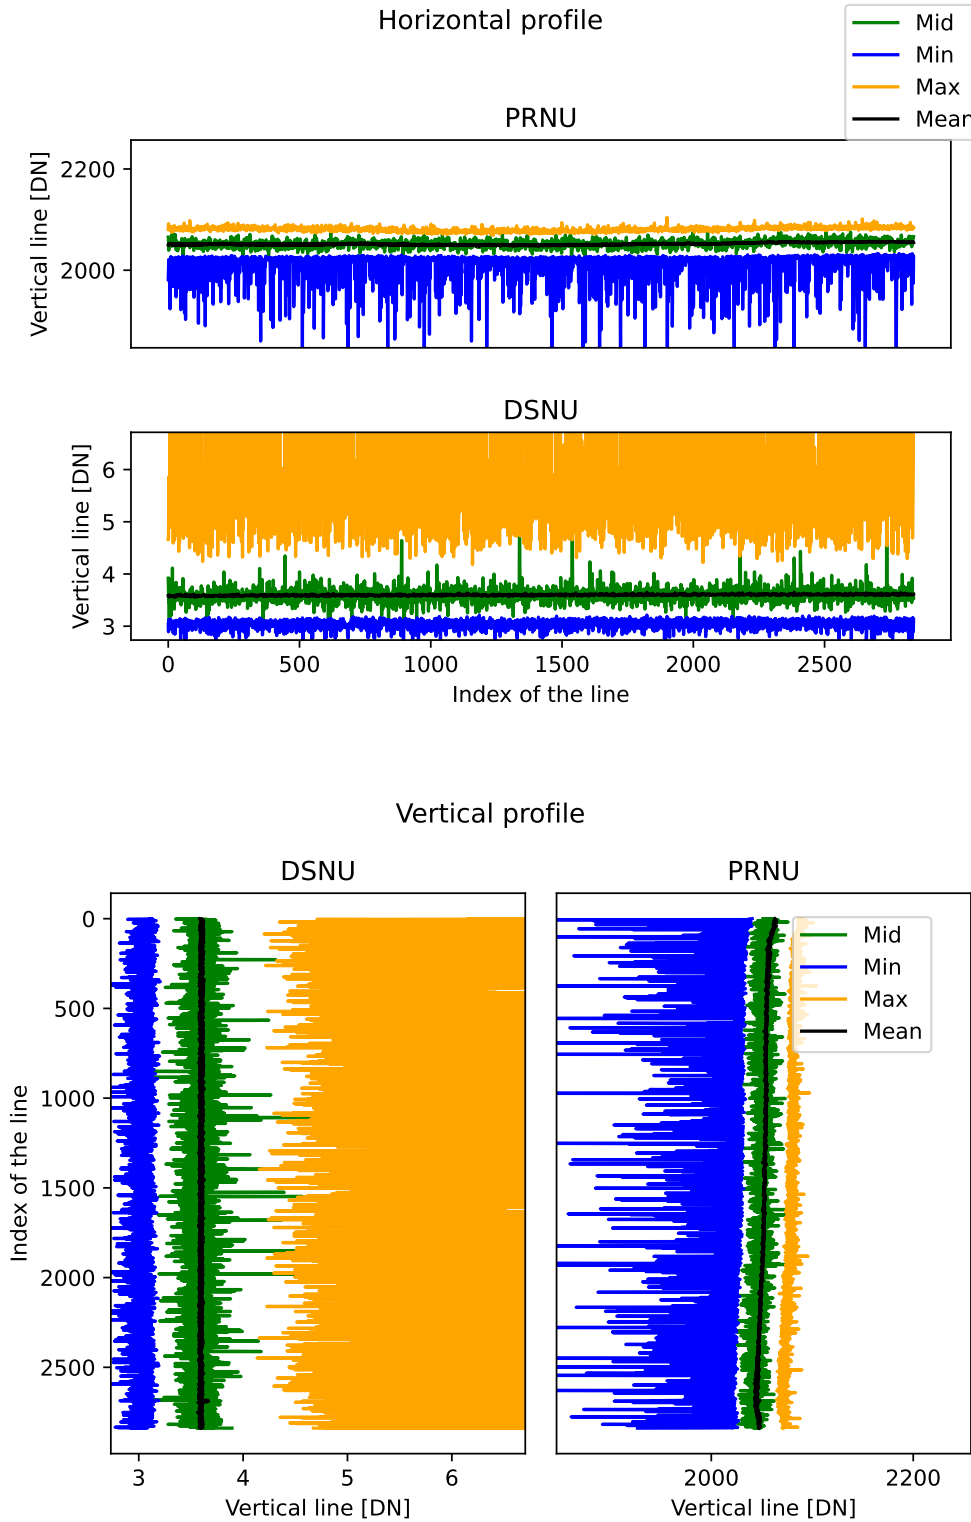 Horizontal profile
Mid
Min
Max
Mean
PRNU
Vertical line [DN]
2200
2000
DSNU
Vertical line [DN]
6
5
4
3
0 500 1000 1500 2000 2500
Index of the line
Vertical profile
DSNU
PRNU
Index of the line
0
500
1000
1500
2000
2500
Mid
Min
Max
Mean
3 4 5 6
2000 2200
Vertical line [DN]
Vertical line [DN]